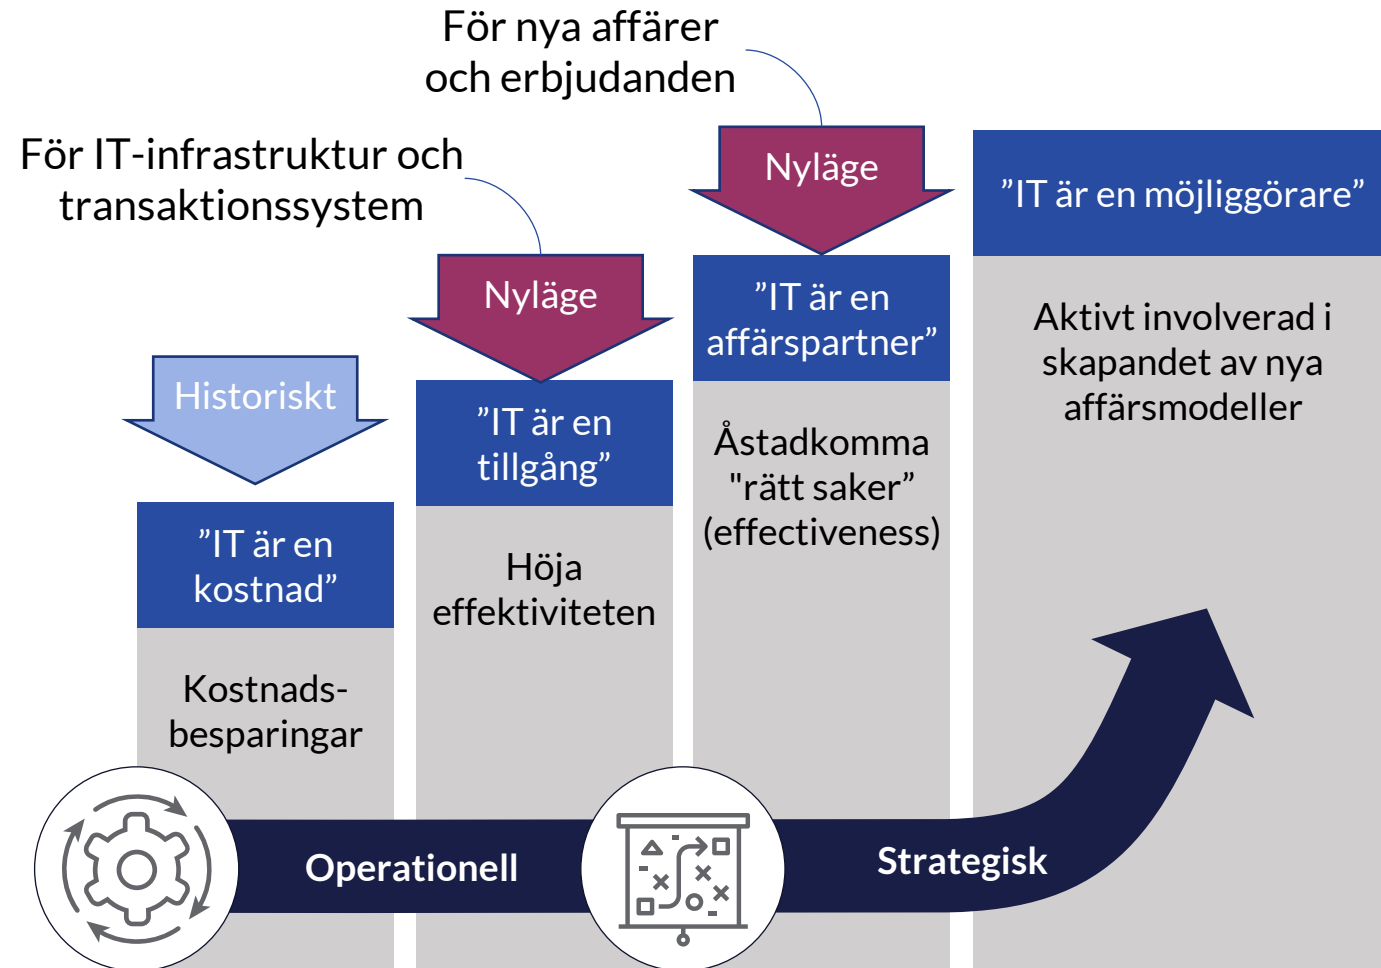 För nya affärer
och erbjudanden
För IT-infrastruktur och
transaktionssystem
Nyläge
”IT är en möjliggörare”
Nyläge
”IT är en
affärspartner”
Aktivt involverad i
skapandet av nya
affärsmodeller
Historiskt
”IT är en
tillgång”
Åstadkomma
"rätt saker”
(effectiveness)
”IT är en
kostnad”
Höja
effektiviteten
Kostnads-
besparingar
Operationell
Strategisk